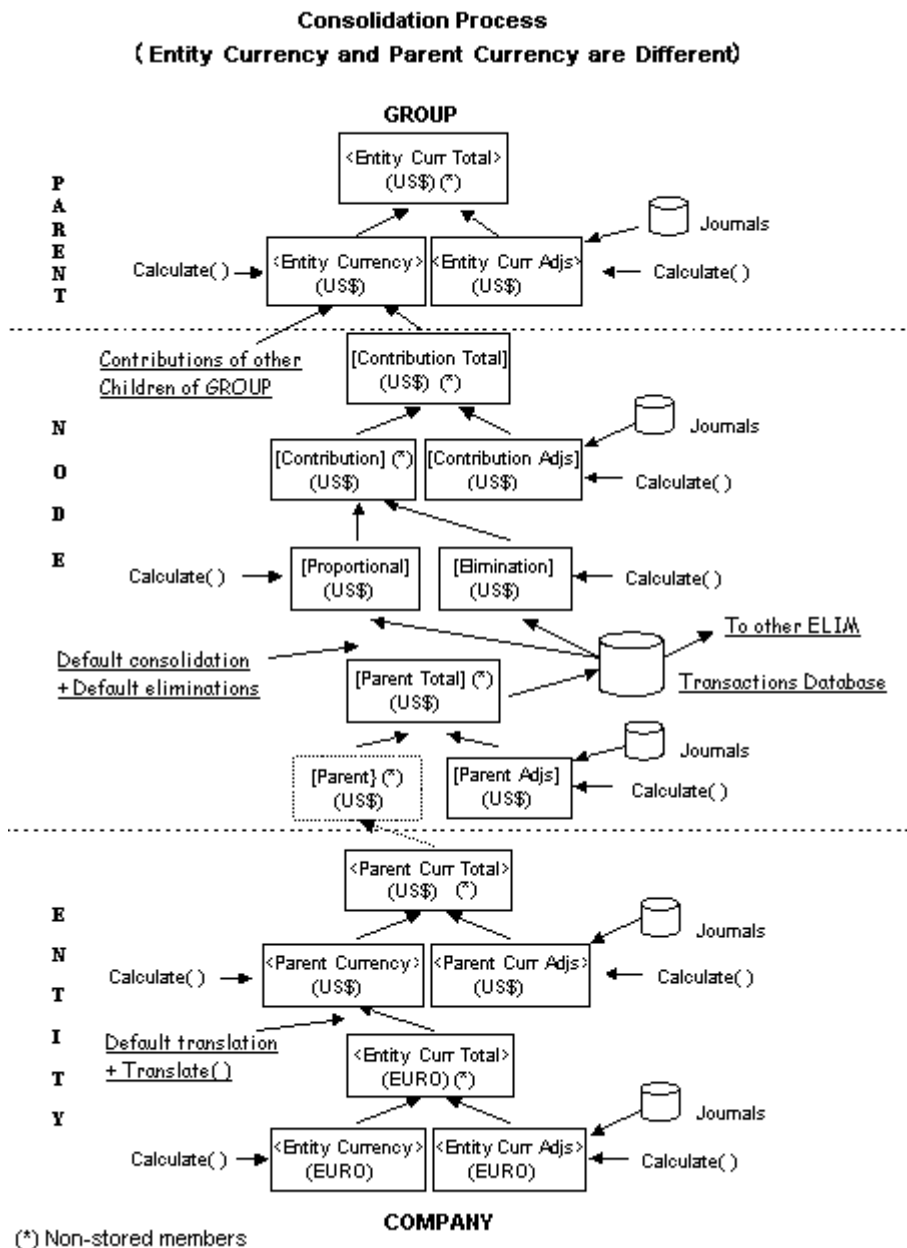 Consolidation Process
( Entity Currency and Parent Currency are Different)
GROUP
<Entity Curr Total>
(US$) (*)
PARENT
Journals
<Entity Currency>
(US$)
<Entity Curr Adjs>
(US$)
Calculate( )
Calculate( )
Contributions of other
Children of GROUP
[Contribution Total]
(US$) (*)
NODE
Journals
[Contribution] (*)
(US$)
[Contribution Adjs]
(US$)
Calculate( )
Calculate( )
[Proportional]
(US$)
[Elimination]
(US$)
Calculate( )
To other ELIM
Default consolidation
+ Default eliminations
[Parent Total] (*)
(US$)
Transactions Database
Journals
[Parent} (*)
(US$)
[Parent Adjs]
(US$)
Calculate( )
<Parent Curr Total>
(US$) (*)
ENTITY
Journals
<Parent Currency>
(US$)
<Parent Curr Adjs>
(US$)
Calculate( )
Calculate( )
Default translation
+ Translate( )
<Entity Curr Total>
(EURO) (*)
Journals
<Entity Currency>
(EURO)
<Entity Curr Adjs>
(EURO)
Calculate( )
Calculate( )
COMPANY
(*) Non-stored members